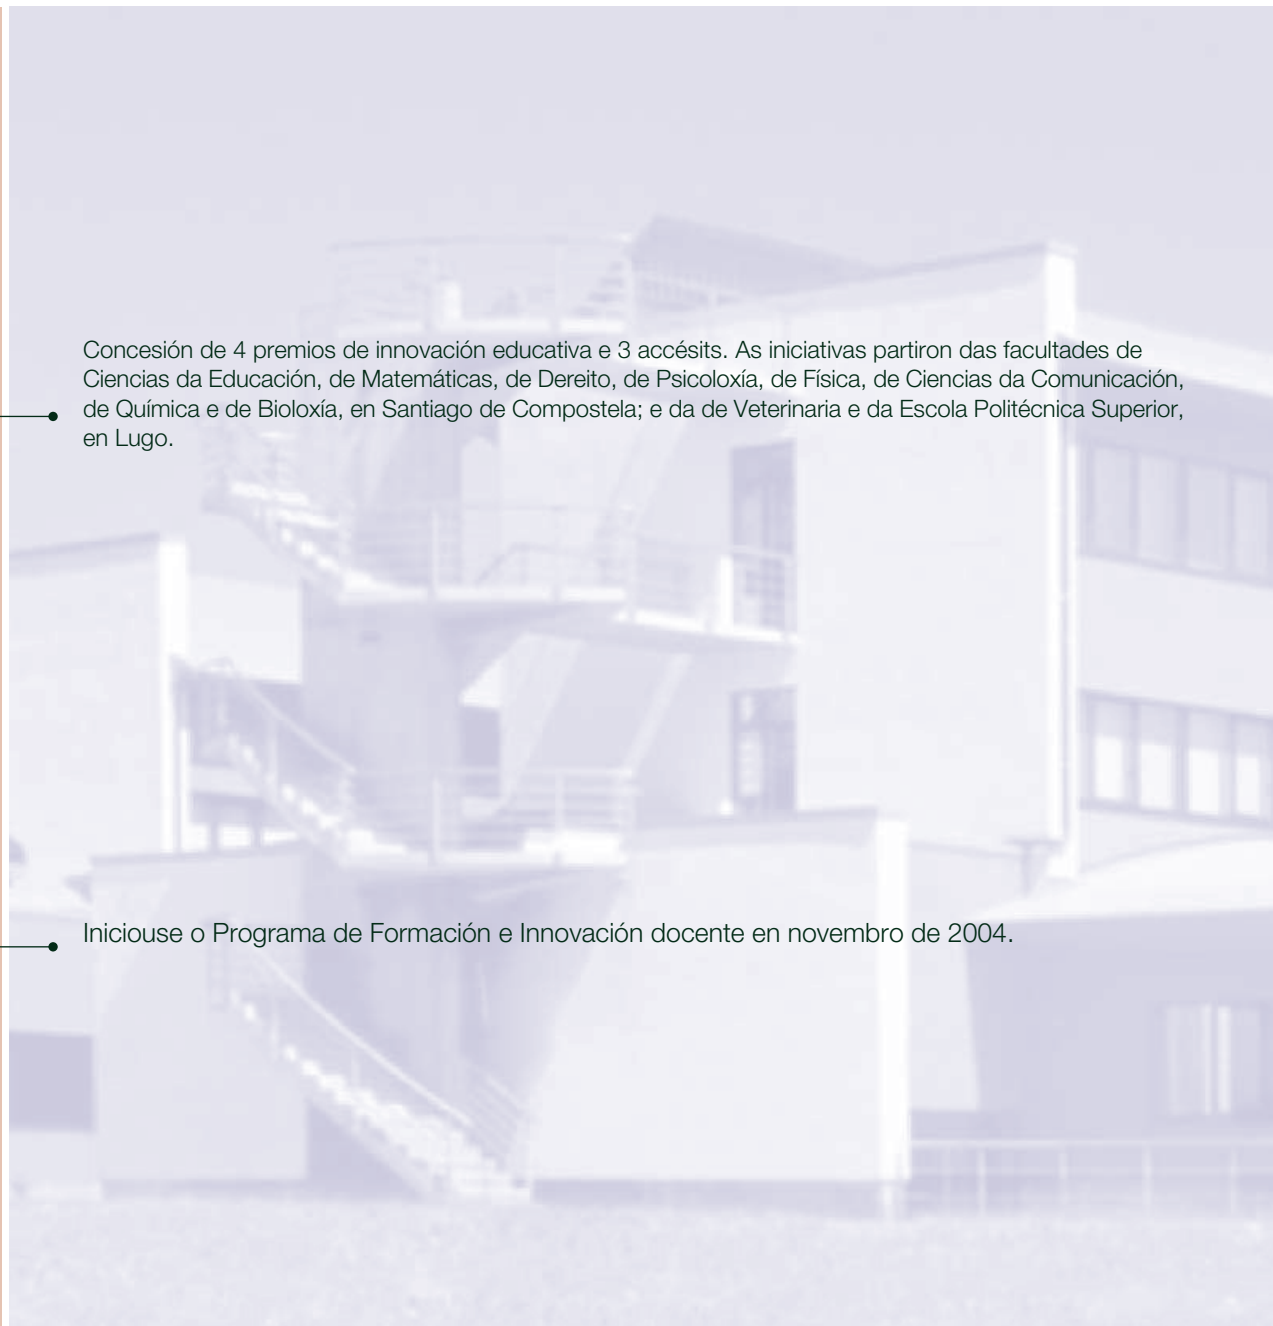 Concesión de 4 premios de innovación educativa e 3 accésits. As iniciativas partiron das facultades de
Ciencias da Educación, de Matemáticas, de Dereito, de Psicoloxía, de Física, de Ciencias da Comunicación,
de Química e de Bioloxía, en Santiago de Compostela; e da de Veterinaria e da Escola Politécnica Superior,
en Lugo.
Iniciouse o Programa de Formación e Innovación docente en novembro de 2004.